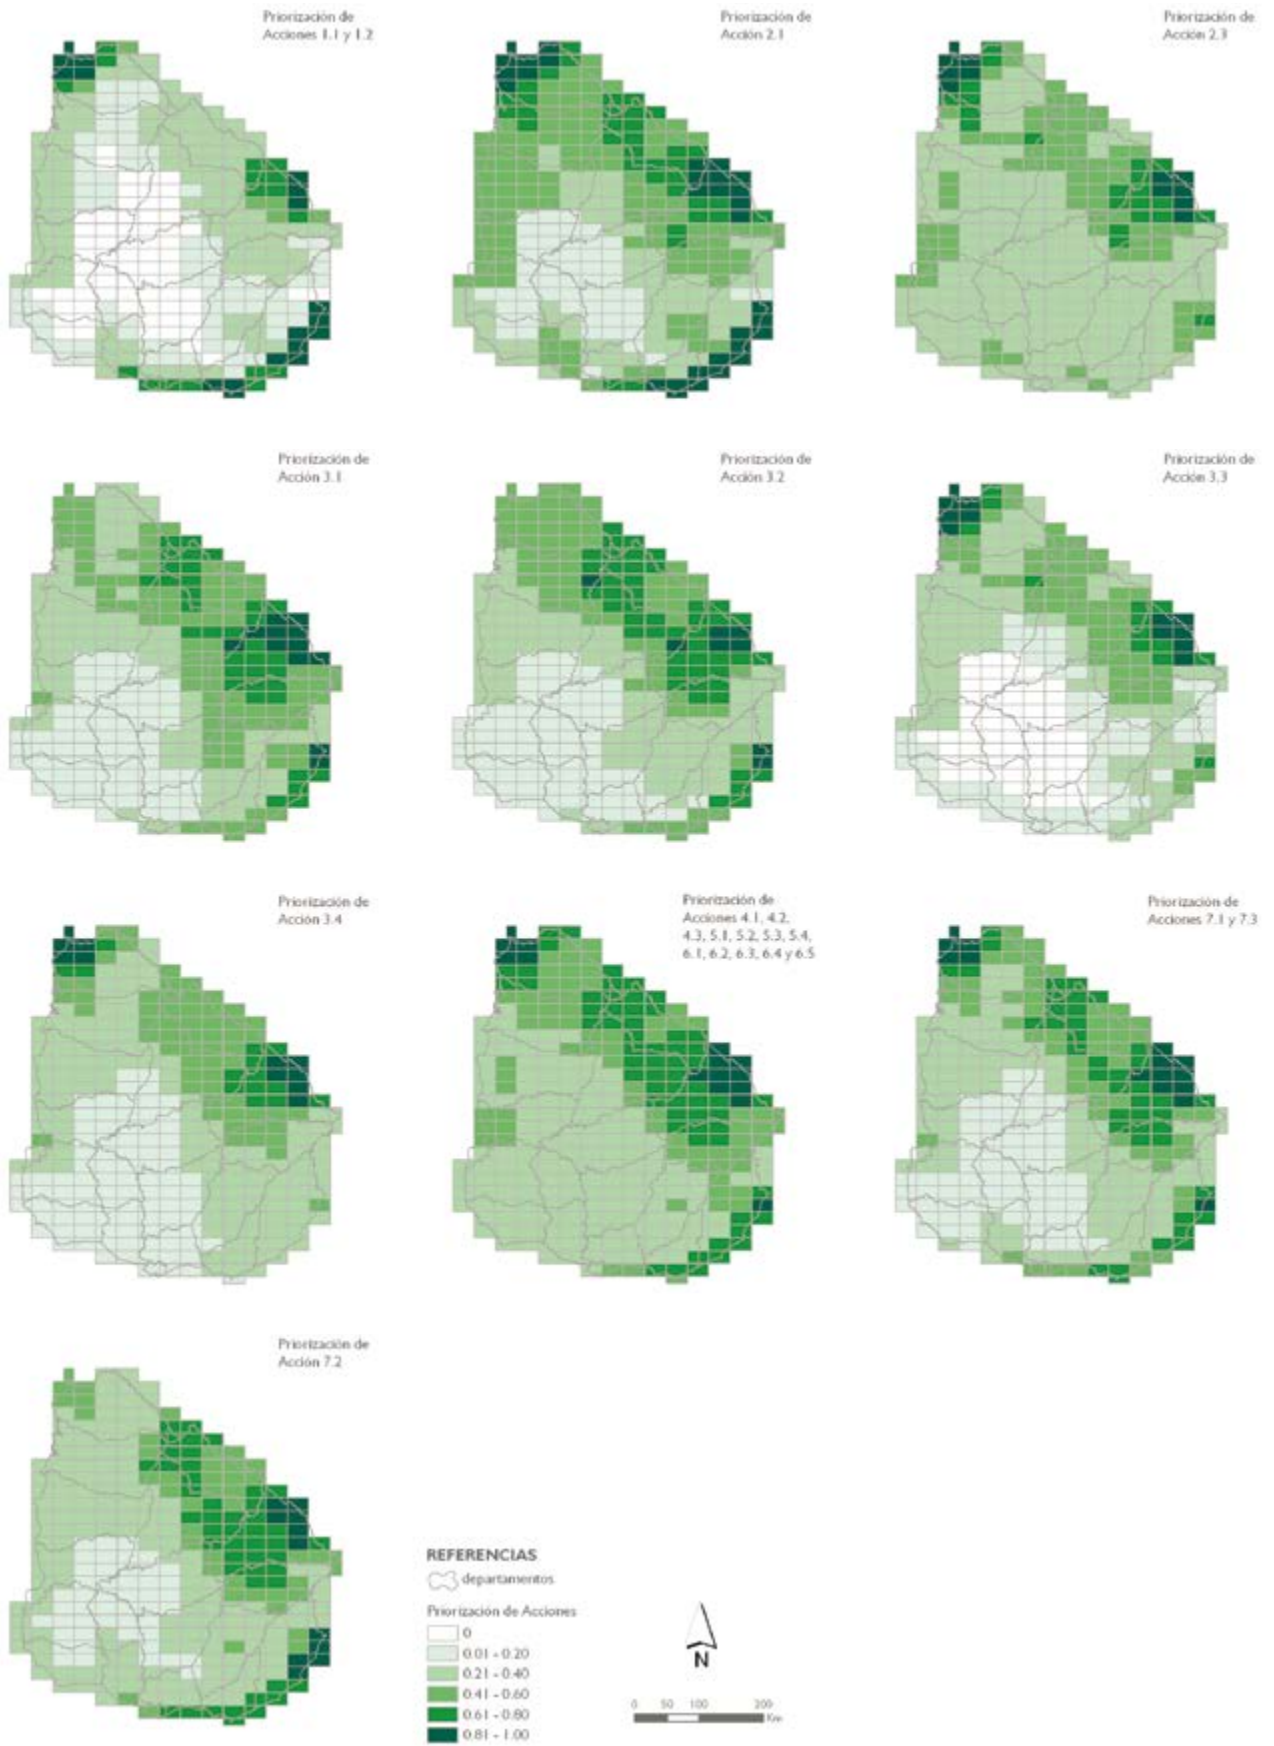 Priorización de
Acciones 1.1 y 1.2
Priorización de
Acción 2.1
Priorización de
Acción 2.3
Priorización de
Acción 3.1
Priorización de
Acción 3.2
Priorización de
Acción 3.3
Priorización de
Acción 3.4
Priorización de
Acciones 4.1, 4.2,
4.3, 5.1, 5.2, 5.3, 5.4,
6.1, 6.2, 6.3, 6.4 y 6.5
Priorización de
Acciones 7.1 y 7.3
Priorización de
Acción 7.2
REFERENCIAS
departamentos
Priorización de Acciones
0
0.01 - 0.20
0.21 - 0.40
0.41 - 0.60
0.61 - 0.80
0.81 - 1.00
N
0 50 100 200
Km